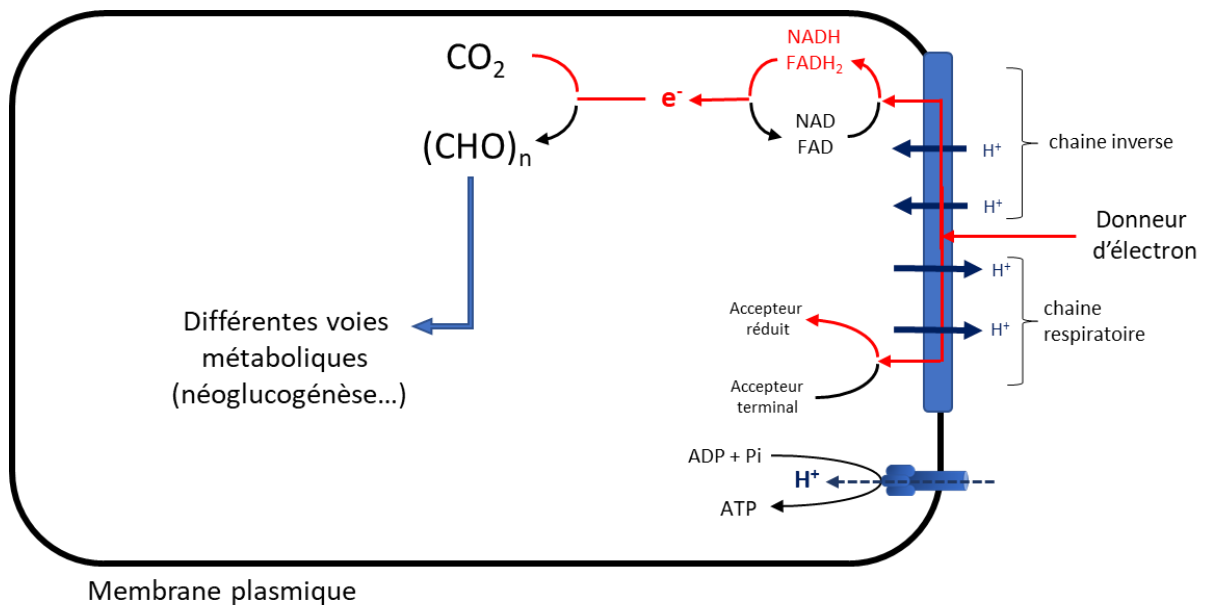 CO₂
(CHO)ₙ
e⁻
NADH
FADH₂
NAD
FAD
H⁺
H⁺
chaine inverse
Donneur
d'électron
H⁺
H⁺
chaine
respiratoire
Accepteur
réduit
Accepteur
terminal
Différentes voies
métaboliques
(néoglucogénèse...)
ADP + Pi
H⁺
ATP
Membrane plasmique